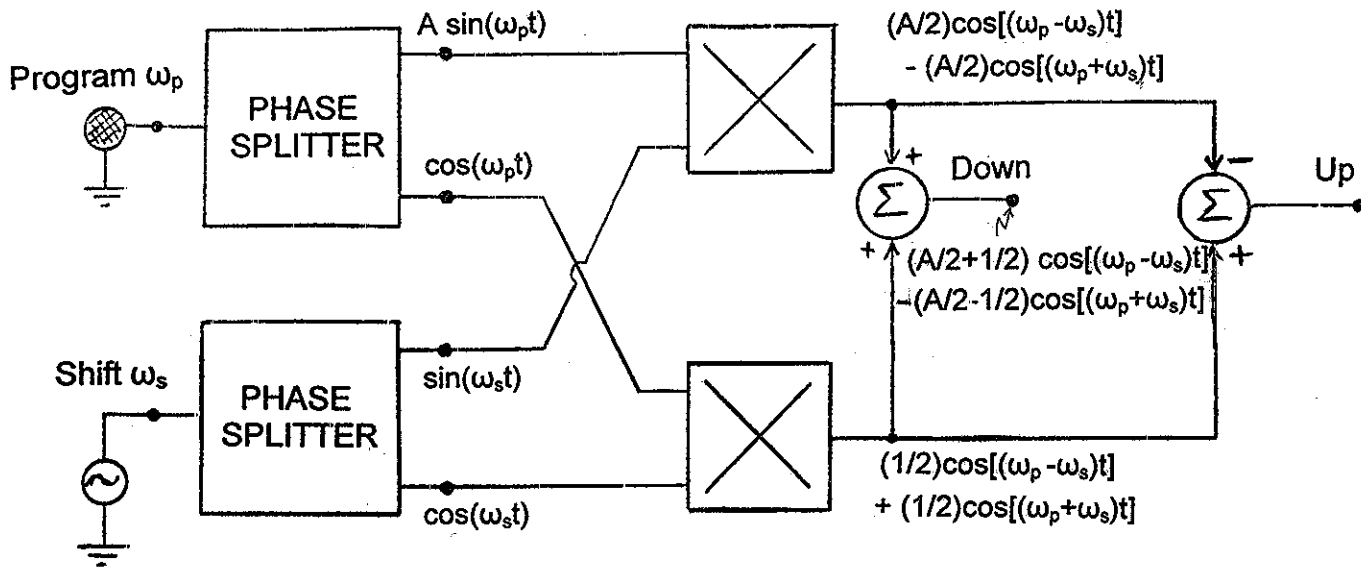 A sin(ωₚt)
(A/2)cos[(ωₚ-ωₛ)t]
- (A/2)cos[(ωₚ+ωₛ)t]
Program ωₚ
PHASE
SPLITTER
cos(ωₚt)
+
Down
−
Up
Σ
Σ
+
+
(A/2+1/2) cos[(ωₚ-ωₛ)t]
-(A/2-1/2)cos[(ωₚ+ωₛ)t]
Shift ωₛ
PHASE
SPLITTER
sin(ωₛt)
cos(ωₛt)
(1/2)cos[(ωₚ-ωₛ)t]
+ (1/2)cos[(ωₚ+ωₛ)t]